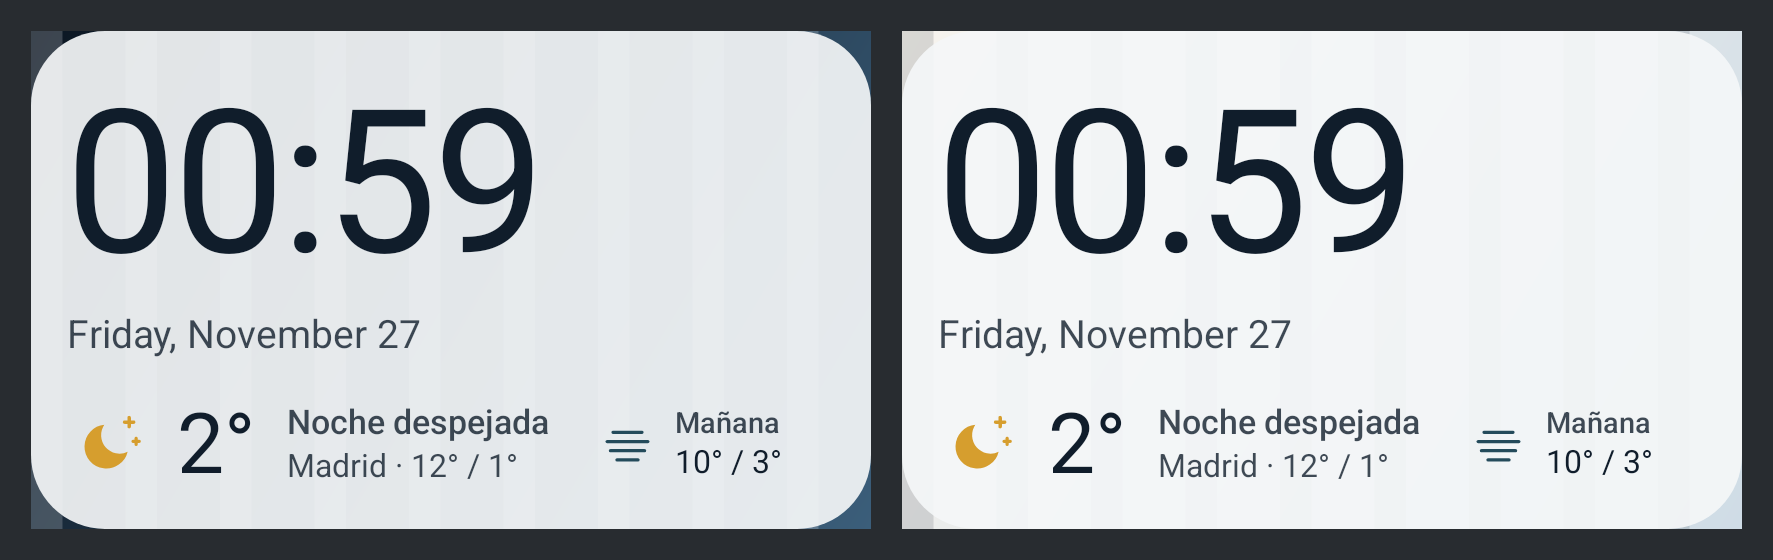 00:59
Friday, November 27
2°
Noche despejada
Madrid · 12° / 1°
Mañana
10° / 3°
00:59
Friday, November 27
2°
Noche despejada
Madrid · 12° / 1°
Mañana
10° / 3°